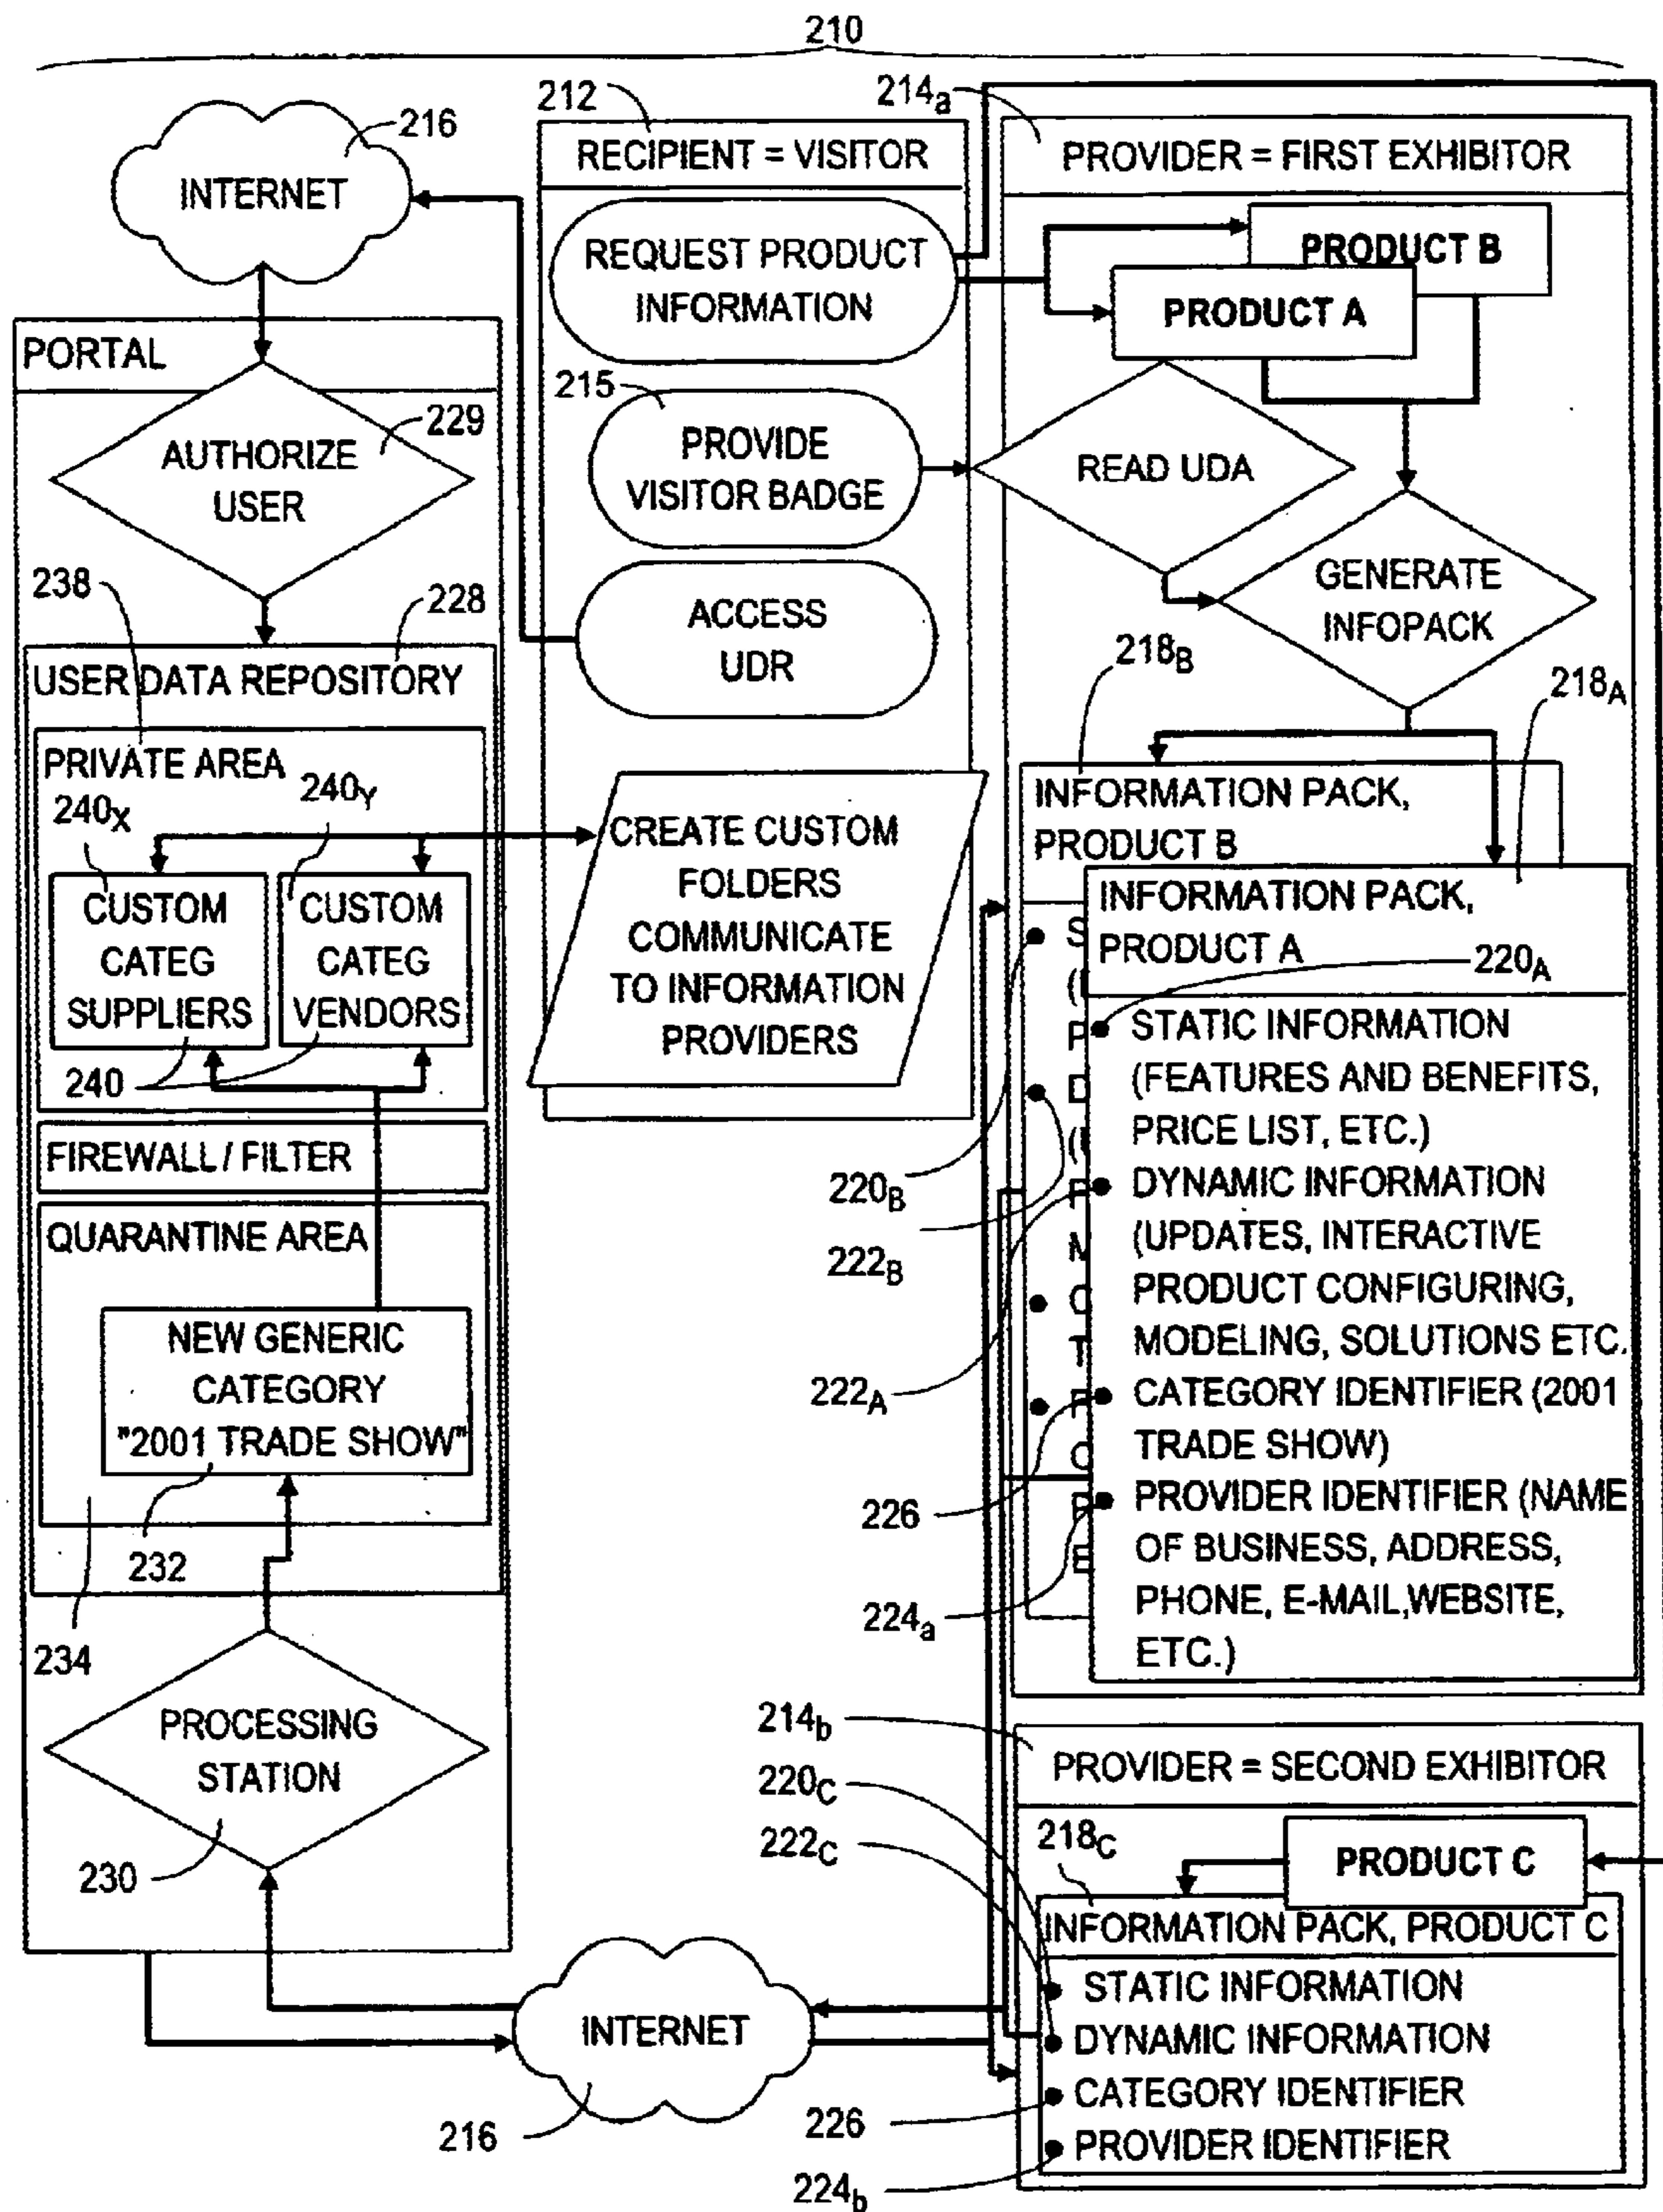 210
216
INTERNET
PORTAL
229
AUTHORIZE
USER
238
228
USER DATA REPOSITORY
PRIVATE AREA
240X
240Y
CUSTOM
CATEG
SUPPLIERS
CUSTOM
CATEG
VENDORS
240
FIREWALL / FILTER
QUARANTINE AREA
NEW GENERIC
CATEGORY
"2001 TRADE SHOW"
232
234
PROCESSING
STATION
230
212
RECIPIENT = VISITOR
REQUEST PRODUCT
INFORMATION
215
PROVIDE
VISITOR BADGE
ACCESS
UDR
CREATE CUSTOM
FOLDERS
COMMUNICATE
TO INFORMATION
PROVIDERS
214a
PROVIDER = FIRST EXHIBITOR
PRODUCT B
PRODUCT A
READ UDA
GENERATE
INFOPACK
218B
218A
INFORMATION PACK,
PRODUCT B
S
(
P
D
(
P
M
C
T
P
O
P
E
INFORMATION PACK,
PRODUCT A
220A
• STATIC INFORMATION
(FEATURES AND BENEFITS,
PRICE LIST, ETC.)
• DYNAMIC INFORMATION
(UPDATES, INTERACTIVE
PRODUCT CONFIGURING,
MODELING, SOLUTIONS ETC.
• CATEGORY IDENTIFIER (2001
TRADE SHOW)
• PROVIDER IDENTIFIER (NAME
OF BUSINESS, ADDRESS,
PHONE, E-MAIL,WEBSITE,
ETC.)
220B
222B
222A
226
224a
214b
PROVIDER = SECOND EXHIBITOR
220C
222C
218C
PRODUCT C
INFORMATION PACK, PRODUCT C
• STATIC INFORMATION
• DYNAMIC INFORMATION
• CATEGORY IDENTIFIER
• PROVIDER IDENTIFIER
226
224b
INTERNET
216